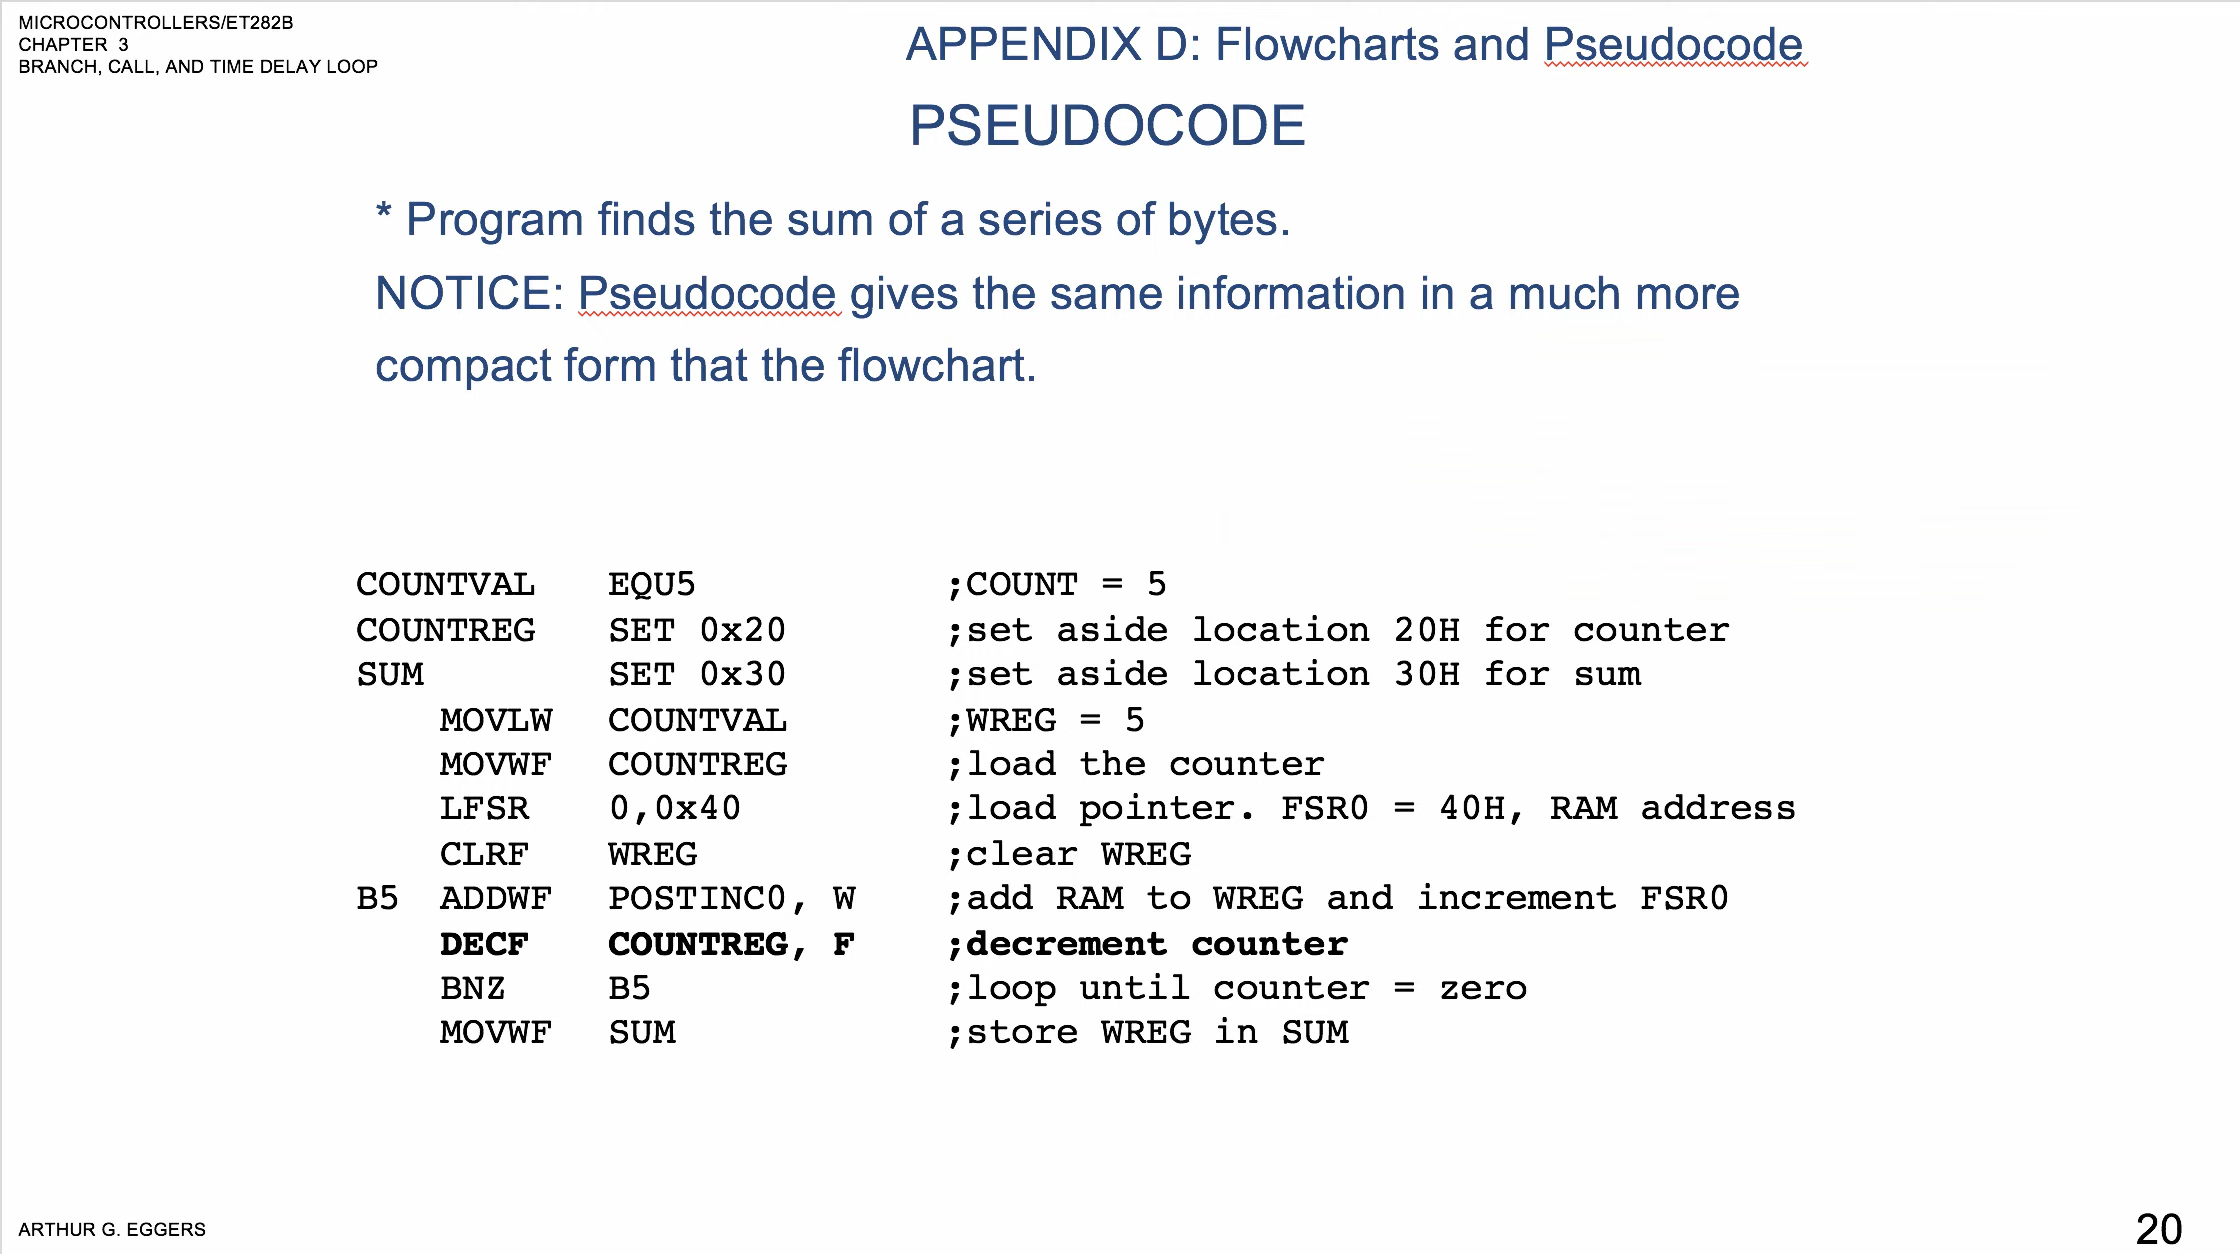 MICROCONTROLLERS/ET282B
CHAPTER 3
BRANCH, CALL, AND TIME DELAY LOOP
APPENDIX D: Flowcharts and Pseudocode
PSEUDOCODE
* Program finds the sum of a series of bytes.
NOTICE: Pseudocode gives the same information in a much more
compact form that the flowchart.
COUNTVAL EQU5 ;COUNT = 5
COUNTREG SET 0x20 ;set aside location 20H for counter
SUM SET 0x30 ;set aside location 30H for sum
MOVLW COUNTVAL ;WREG = 5
MOVWF COUNTREG ;load the counter
LFSR 0,0x40 ;load pointer. FSR0 = 40H, RAM address
CLRF WREG ;clear WREG
B5 ADDWF POSTINC0, W ;add RAM to WREG and increment FSR0
DECF COUNTREG, F ;decrement counter
BNZ B5 ;loop until counter = zero
MOVWF SUM ;store WREG in SUM
ARTHUR G. EGGERS
20